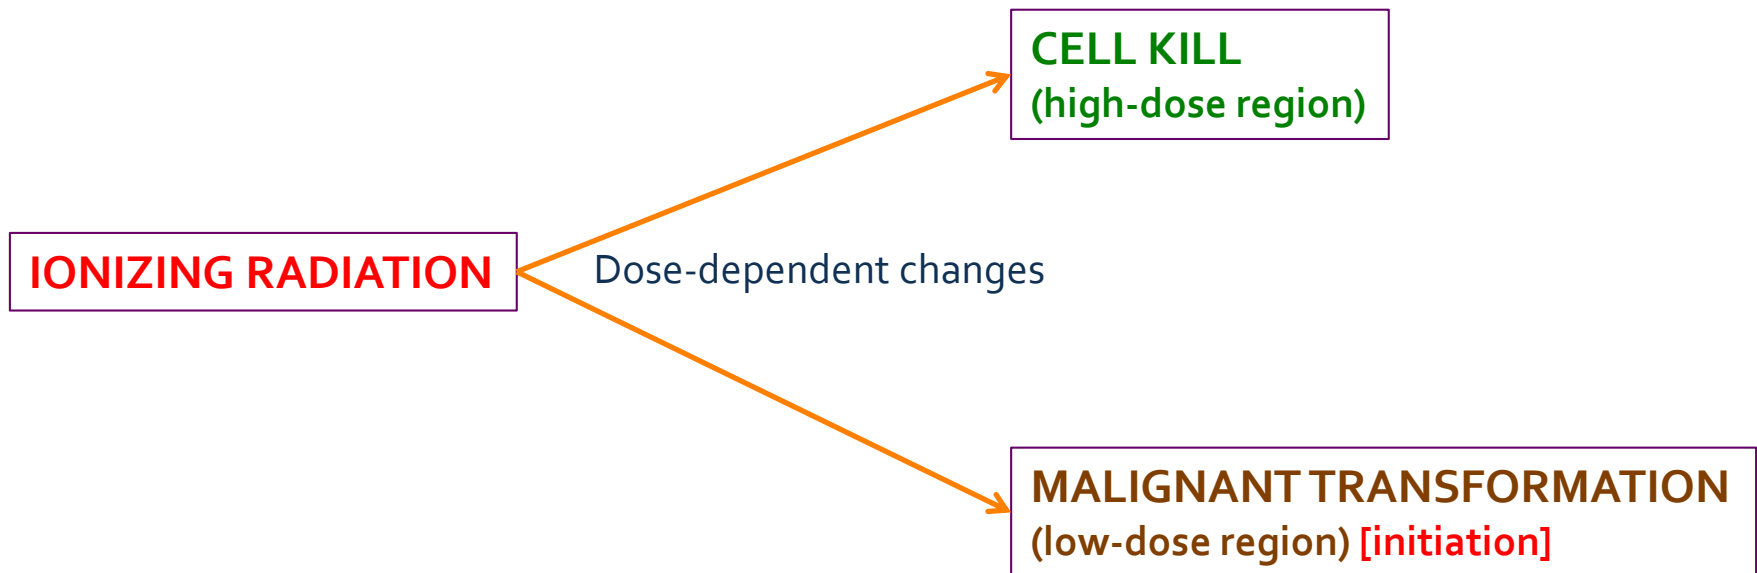 CELL KILL
(high-dose region)
IONIZING RADIATION
Dose-dependent changes
MALIGNANT TRANSFORMATION
(low-dose region) [initiation]